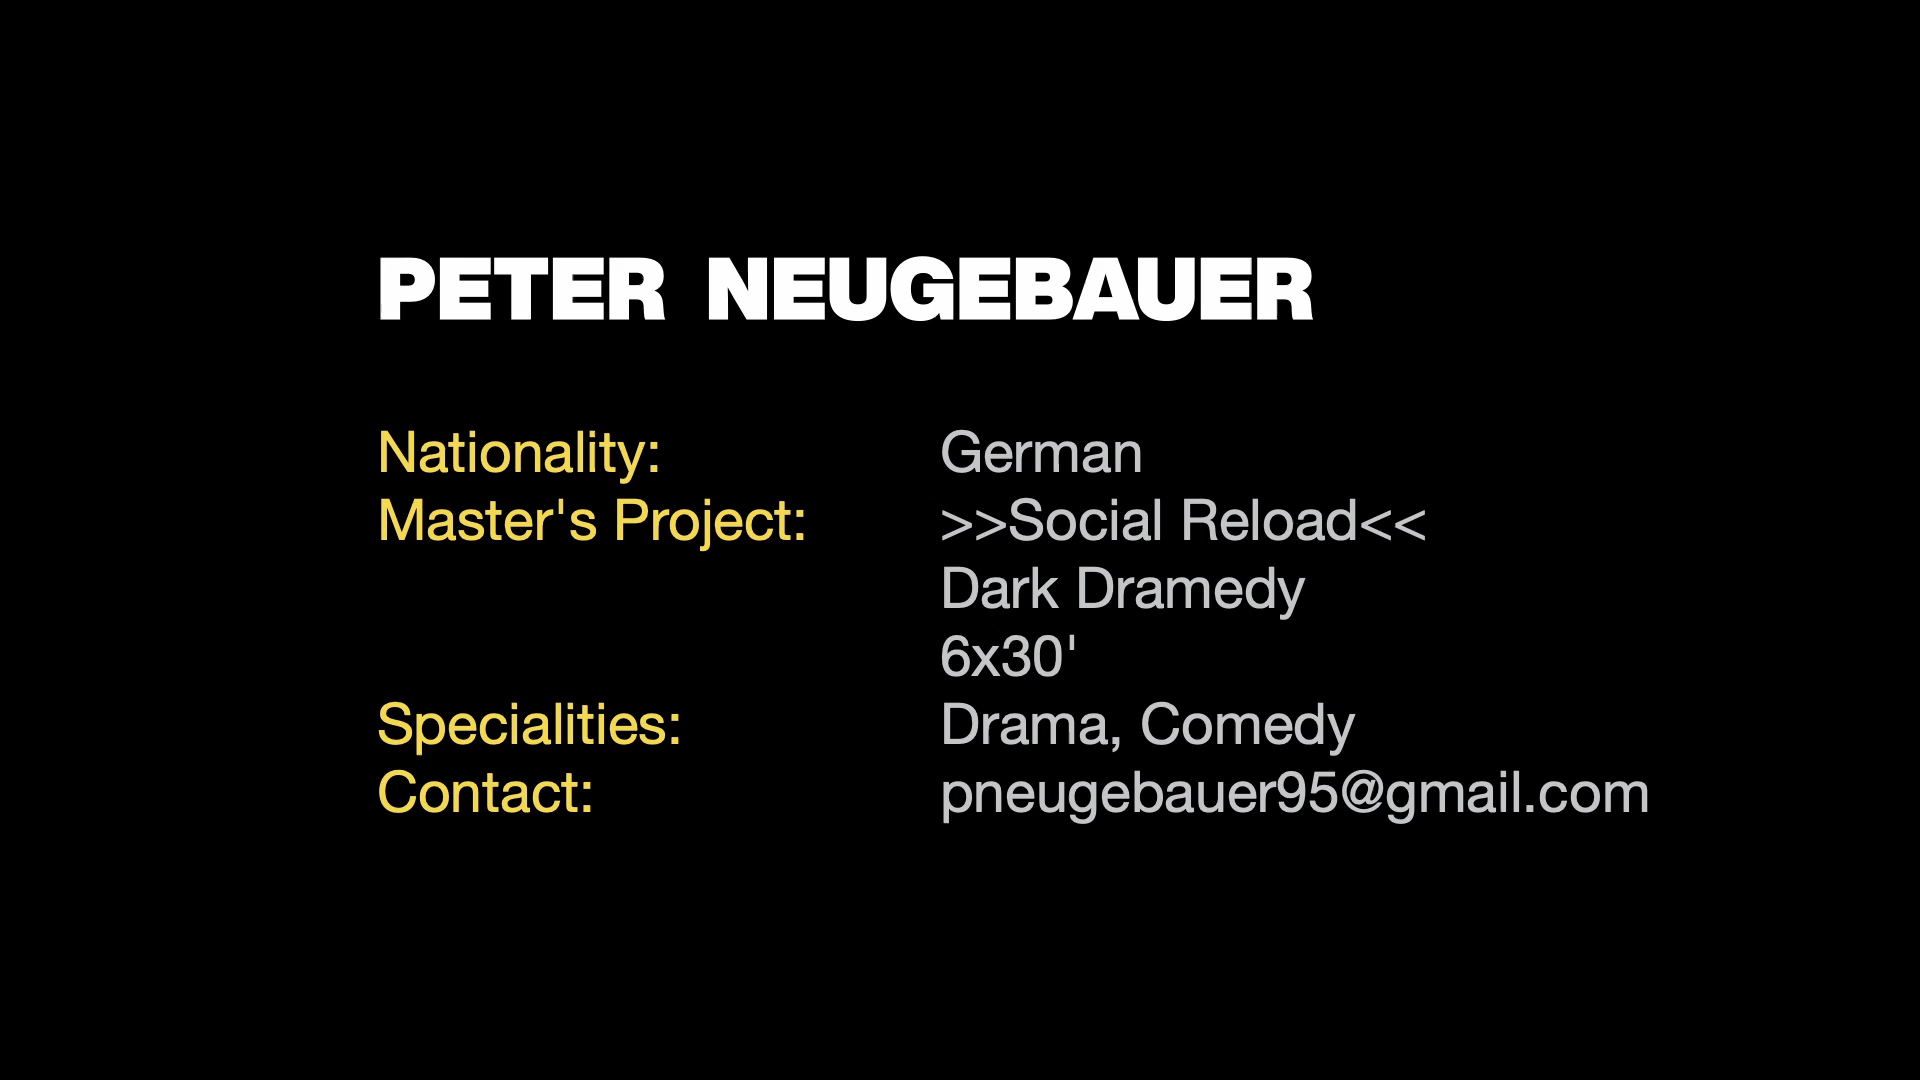 PETER NEUGEBAUER
Nationality: German
Master's Project: >>Social Reload<<
Dark Dramedy
6x30'
Specialities: Drama, Comedy
Contact: pneugebauer95@gmail.com